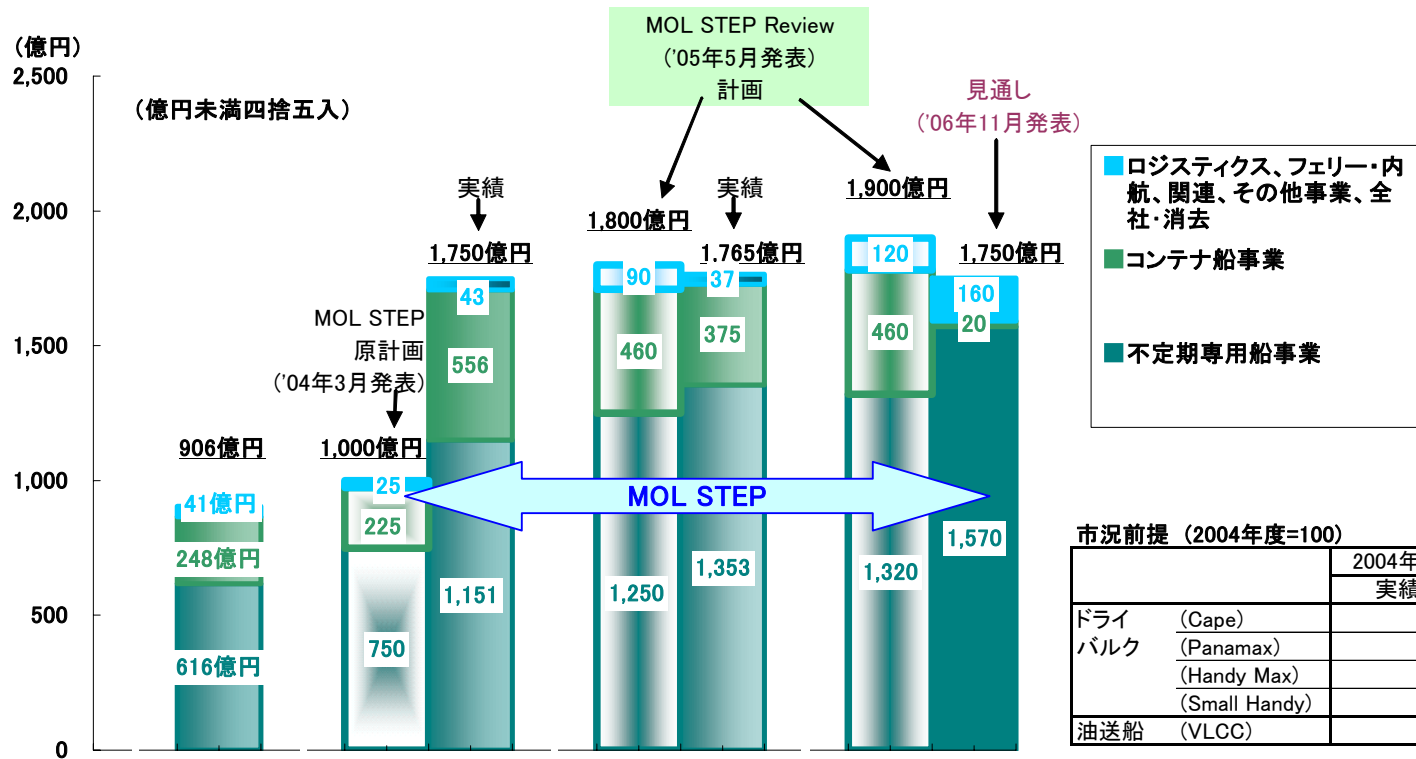 MOL STEP Review
('05年5月発表)
計画
(億円)
2,500
(億円未満四捨五入)
見通し
('06年11月発表)
実績
実績
1,900億円
2,000
1,800億円
1,750億円
1,765億円
1,750億円
ロジスティクス、フェリー・内
航、関連、その他事業、全
社・消去
コンテナ船事業
不定期専用船事業
120
90
37
43
160
MOL STEP
原計画
('04年3月発表)
1,500
556
460
375
460
20
906億円
1,000億円
1,000
41億円
25
MOL STEP
225
248億円
1,570
1,151
1,250
1,353
1,320
500
616億円
750
0
市況前提 (2004年度=100)
2004年
実績
ドライ (Cape)
バルク (Panamax)
(Handy Max)
(Small Handy)
油送船 (VLCC)